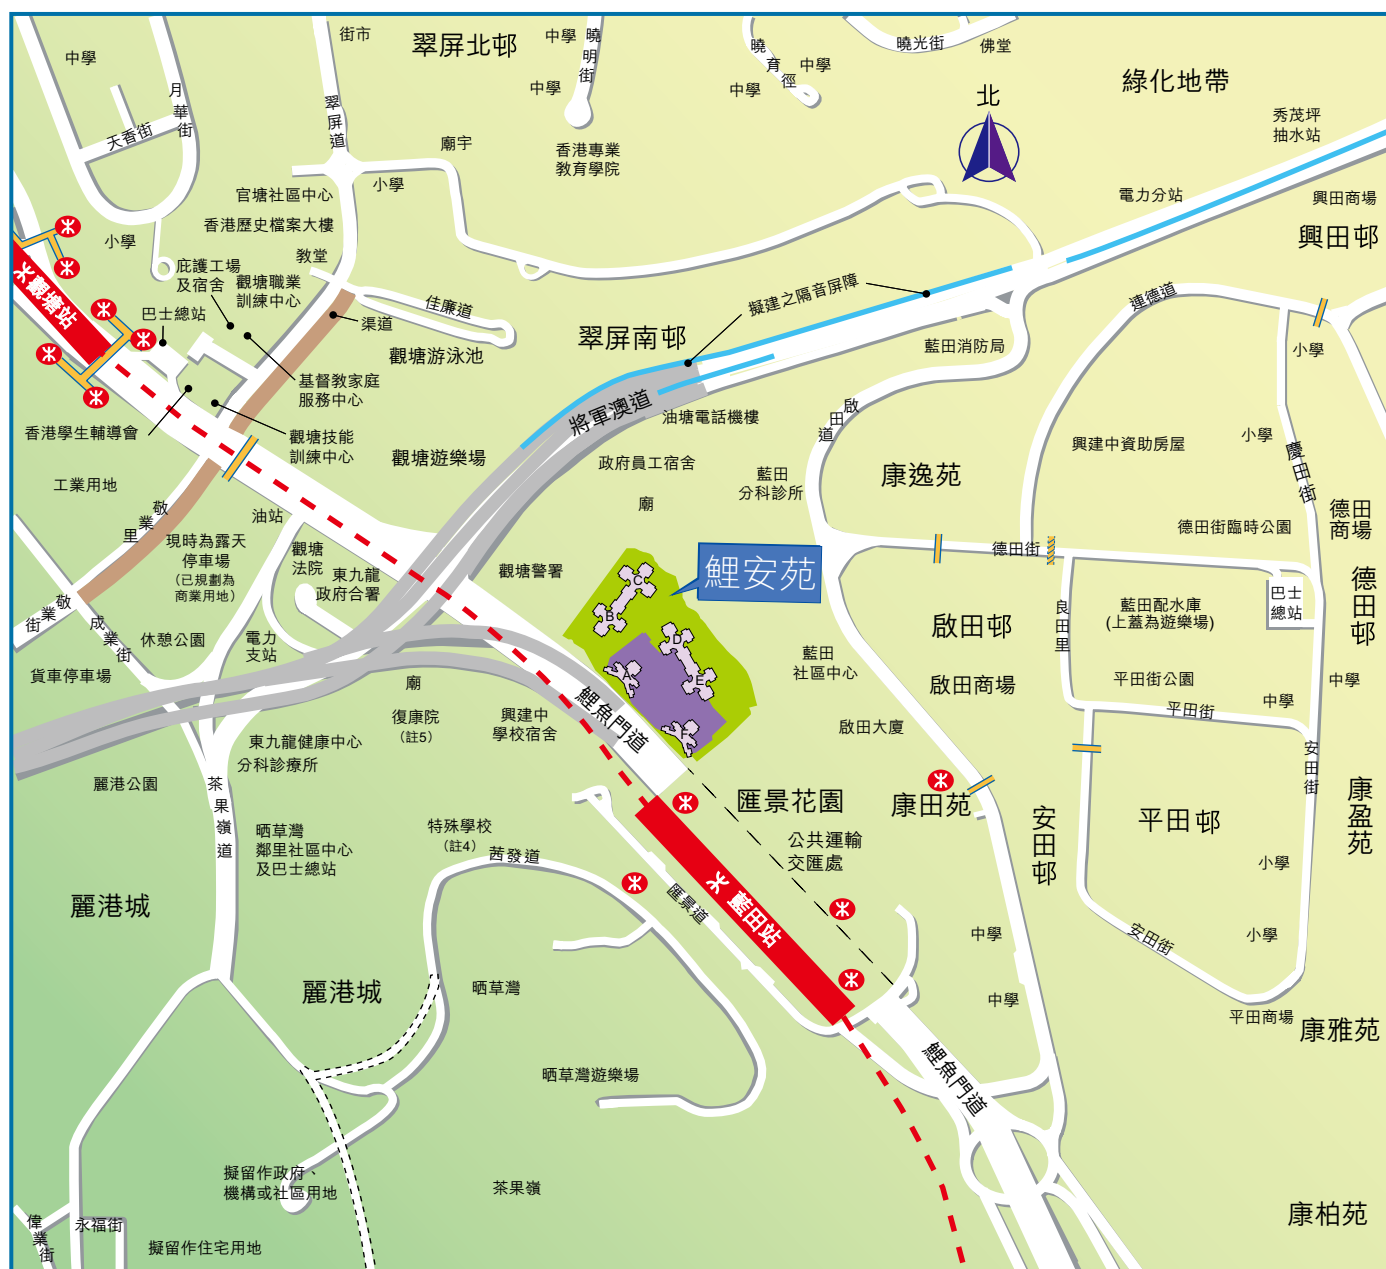 街市
翠屏北邨
中學
曉明街
中學
曉育徑
中學
中學
曉光街
佛堂
綠化地帶
中學
月華街
天香街
翠屏道
廟宇
香港專業
教育學院
北
秀茂坪
抽水站
電力分站
興田商場
興田邨
官塘社區中心
小學
香港歷史檔案大樓
小學
教堂
庇護工場
及宿舍
觀塘職業
訓練中心
觀塘站
巴士總站
渠道
佳廉道
觀塘游泳池
翠屏南邨
擬建之隔音屏障
連德道
藍田消防局
小學
基督教家庭
服務中心
將軍澳道
油塘電話機樓
啟田道
香港學生輔導會
觀塘技能
訓練中心
觀塘遊樂場
政府員工宿舍
藍田
分科診所
康逸苑
興建中資助房屋
小學
慶田街
工業用地
敬業里
油站
廟
德田
商場
現時為露天
停車場
(已規劃為
商業用地)
觀塘
法院
東九龍
政府合署
觀塘警署
鯉安苑
德田街
德田街臨時公園
德田邨
敬業街
成業街
休憩公園
電力
支站
C
B
D
A
E
F
啟田邨
良田里
藍田配水庫
(上蓋為遊樂場)
巴士
總站
貨車停車場
廟
復康院
(註5)
興建中
學校宿舍
鯉魚門道
藍田
社區中心
啟田商場
平田街公園
平田街
中學
中學
啟田大廈
東九龍健康中心
分科診療所
安田街
麗港公園
茶果嶺道
匯景花園
康田苑
安田邨
平田邨
康盈苑
晒草灣
鄰里社區中心
及巴士總站
特殊學校
(註4)
茜發道
公共運輸
交匯處
小學
麗港城
匯景道
藍田站
中學
安田街
小學
麗港城
晒草灣
中學
平田商場
康雅苑
晒草灣遊樂場
鯉魚門道
擬留作政府、
機構或社區用地
茶果嶺
康柏苑
偉業街
永福街
擬留作住宅用地